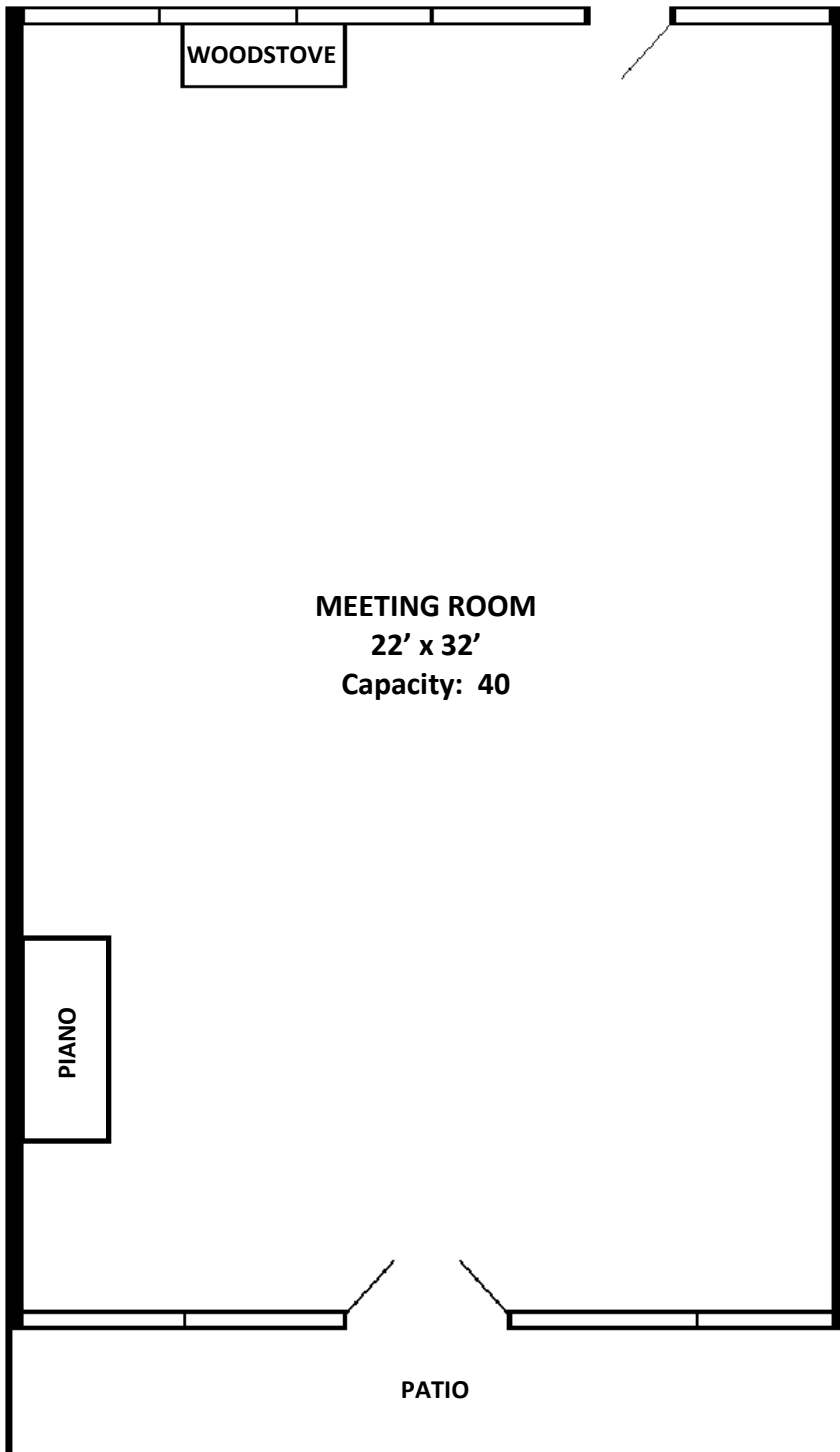 WOODSTOVE
MEETING ROOM
22’ x 32’
Capacity:  40
PIANO
PATIO